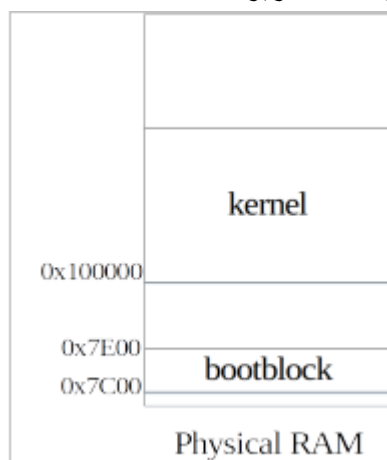 kernel
0x100000
0x7E00
bootblock
0x7C00
Physical RAM